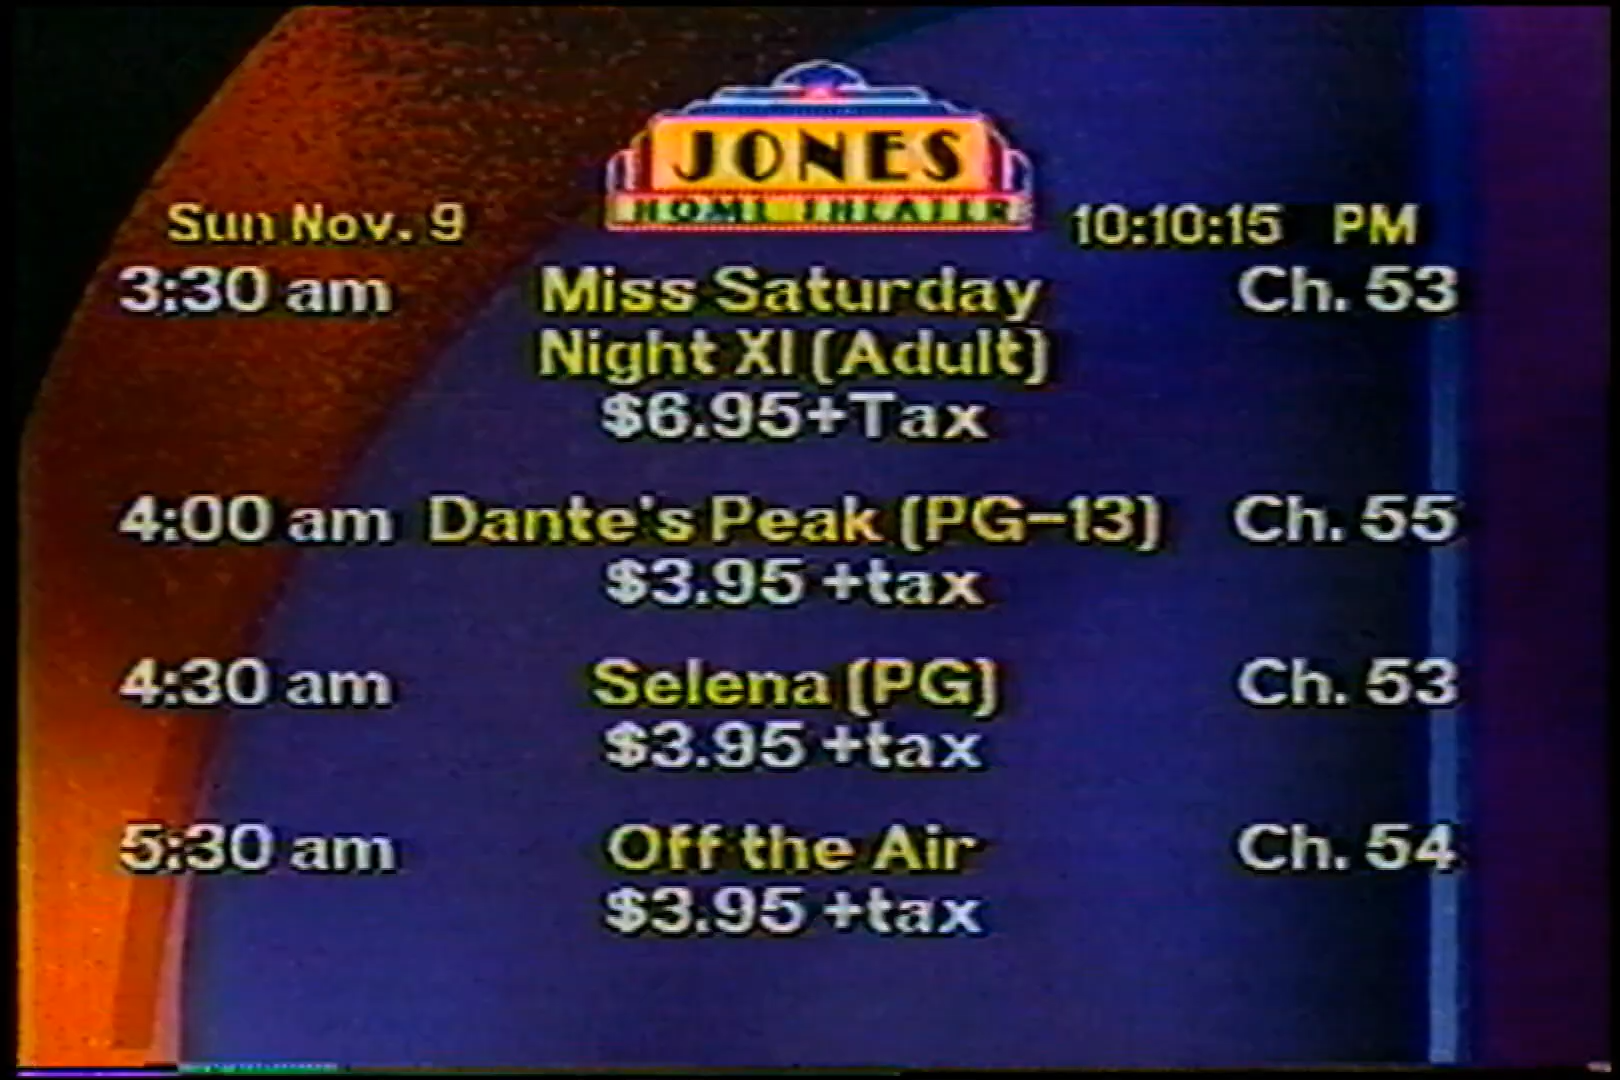 JONES
HOME THEATER
Sun Nov. 9 10:10:15 PM
3:30 am Miss Saturday Ch. 53
Night XI (Adult)
$6.95+Tax
4:00 am Dante's Peak (PG-13) Ch. 55
$3.95 +tax
4:30 am Selena (PG) Ch. 53
$3.95 +tax
5:30 am Off the Air Ch. 54
$3.95 +tax